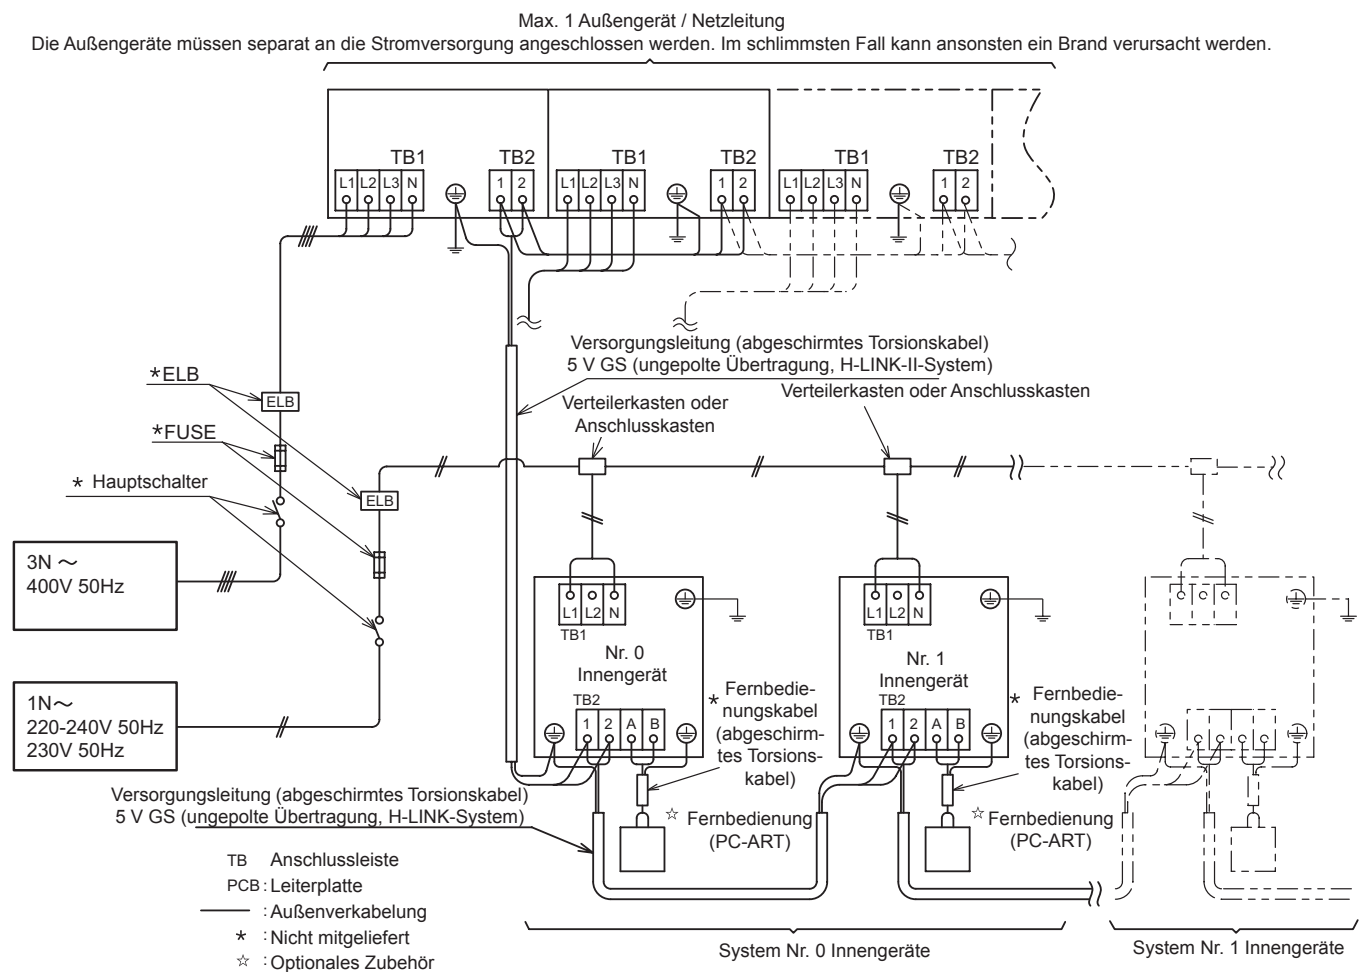 Max. 1 Außengerät / Netzleitung
Die Außengeräte müssen separat an die Stromversorgung angeschlossen werden. Im schlimmsten Fall kann ansonsten ein Brand verursacht werden.
TB1 TB2 TB1 TB2 TB1 TB2
L1 L2 L3 N 1 2 L1 L2 L3 N 1 2 L1 L2 L3 N 1 2
Versorgungsleitung (abgeschirmtes Torsionskabel)
5 V GS (ungepolte Übertragung, H-LINK-II-System)
*ELB
ELB
Verteilerkasten oder
Anschlusskasten
Verteilerkasten oder Anschlusskasten
*FUSE
* Hauptschalter
ELB
3N ～
400V 50Hz
1N～
220-240V 50Hz
230V 50Hz
L1 L2 N
TB1
Nr. 0
Innengerät
TB2
1 2 A B
* Fernbedie-
nungskabel
(abgeschirm-
tes Torsions-
kabel)
☆ Fernbedienung
(PC-ART)
L1 L2 N
TB1
Nr. 1
Innengerät
TB2
1 2 A B
* Fernbedie-
nungskabel
(abgeschirm-
tes Torsions-
kabel)
☆ Fernbedienung
(PC-ART)
Versorgungsleitung (abgeschirmtes Torsionskabel)
5 V GS (ungepolte Übertragung, H-LINK-System)
TB Anschlussleiste
PCB : Leiterplatte
: Außenverkabelung
* : Nicht mitgeliefert
☆ : Optionales Zubehör
System Nr. 0 Innengeräte
System Nr. 1 Innengeräte